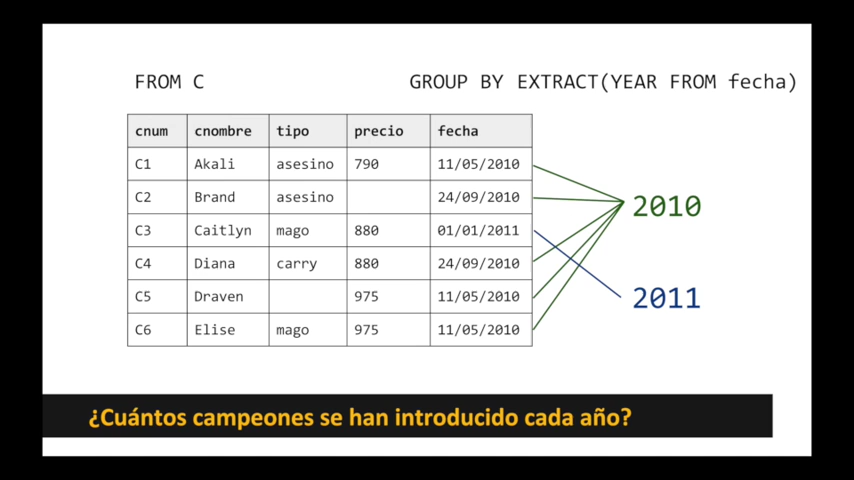 FROM C GROUP BY EXTRACT(YEAR FROM fecha)
cnum cnombre tipo precio fecha
C1 Akali asesino 790 11/05/2010
C2 Brand asesino 24/09/2010
C3 Caitlyn mago 880 01/01/2011
C4 Diana carry 880 24/09/2010
C5 Draven 975 11/05/2010
C6 Elise mago 975 11/05/2010
2010
2011
¿Cuántos campeones se han introducido cada año?